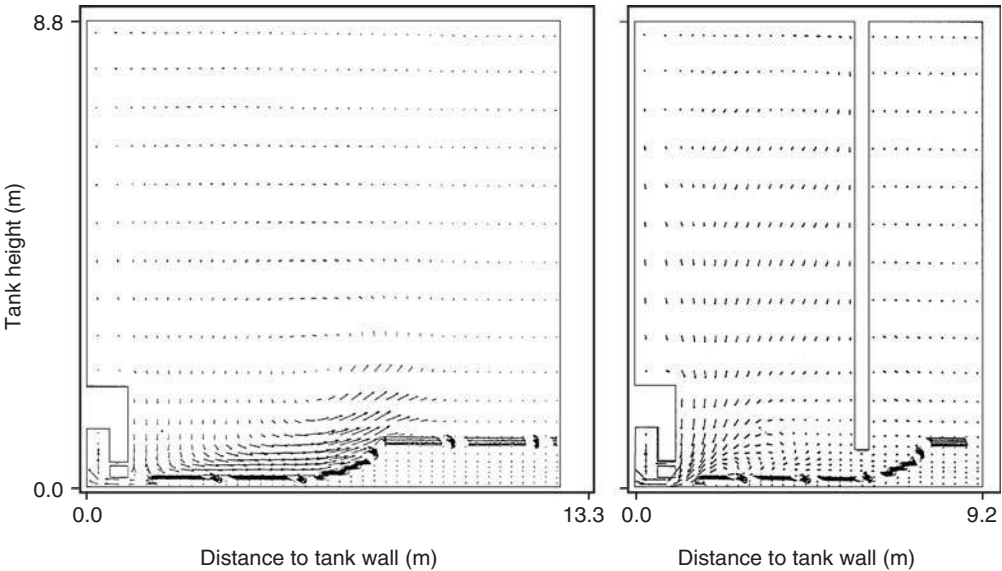 8.8
Tank height (m)
0.0
0.0 13.3
0.0 9.2
Distance to tank wall (m)
Distance to tank wall (m)